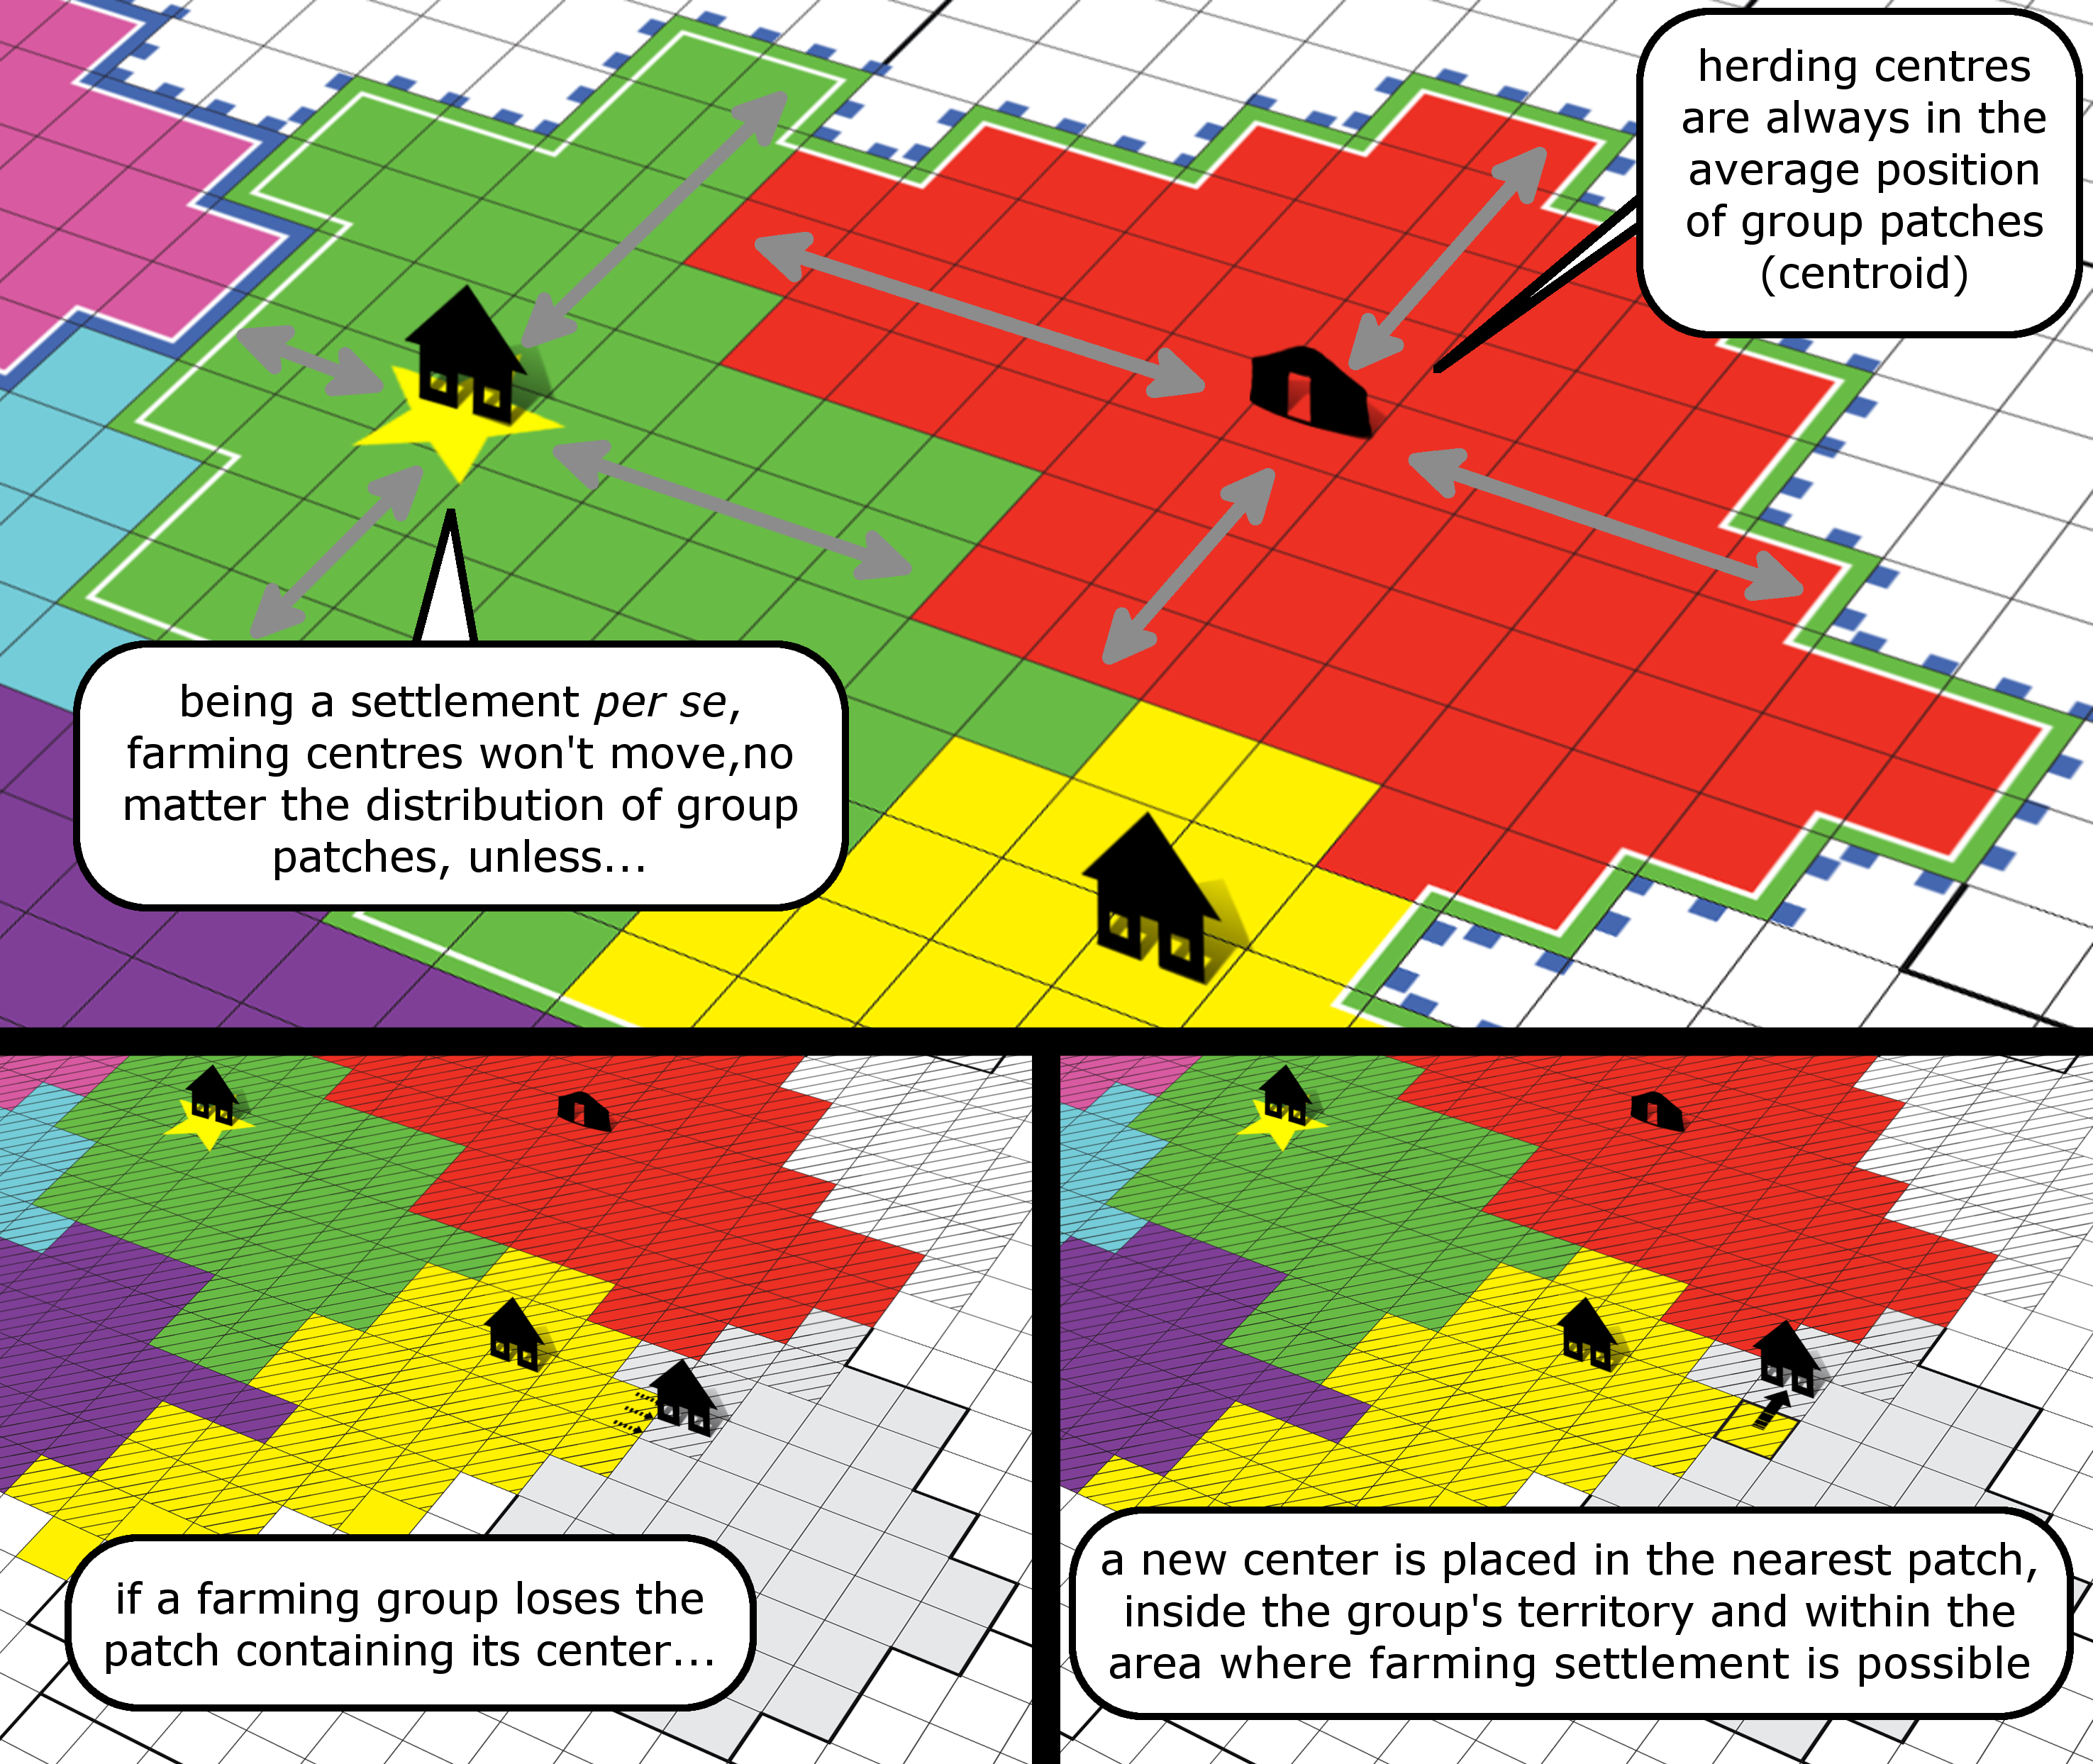 herding centres
are always in the
average position
of group patches
(centroid)
being a settlement per se,
farming centres won't move,no
matter the distribution of group
patches, unless...
if a farming group loses the
patch containing its center...
a new center is placed in the nearest patch,
inside the group's territory and within the
area where farming settlement is possible